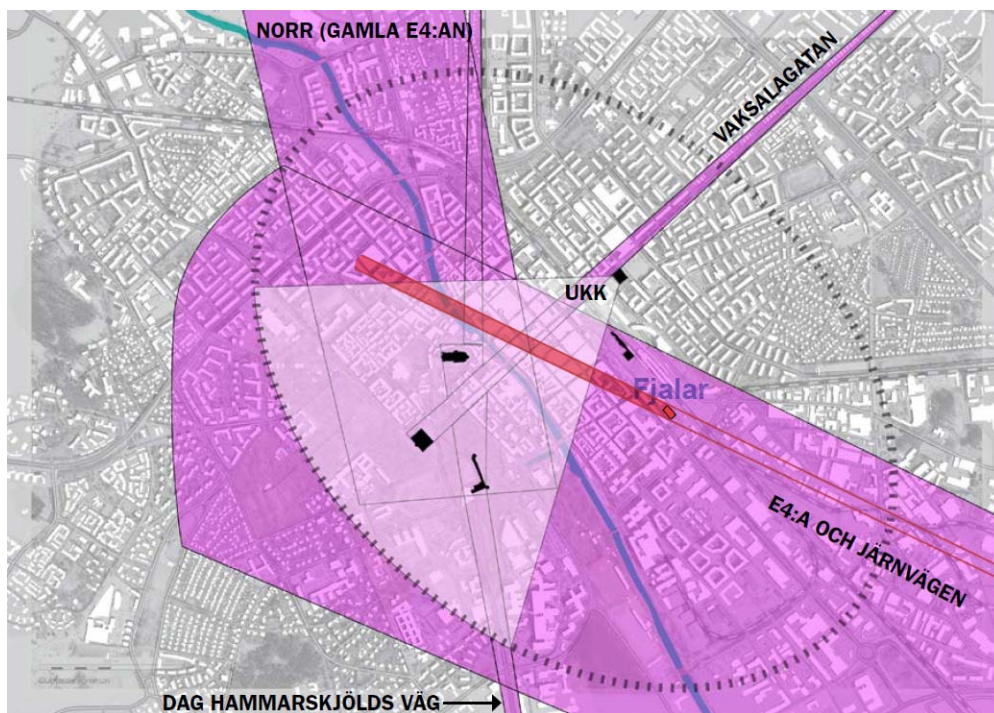 NORR (GAMLA E4:AN)
VAKSALAGATAN
UKK
Fjalar
E4:A OCH JÄRNVÄGEN
DAG HAMMARSKJÖLDS VÄG